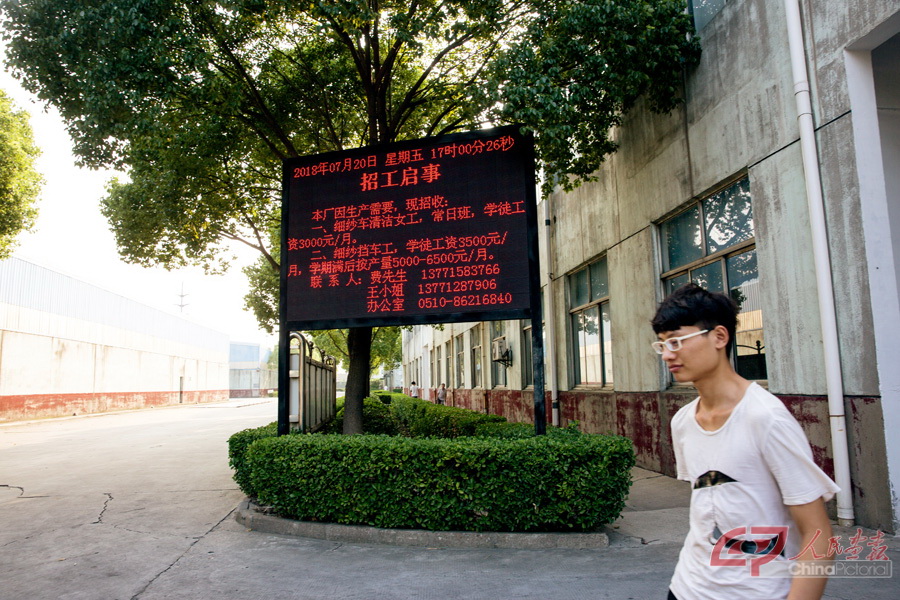 2018年07月20日 星期五 17时00分26秒
招工启事
本厂因生产需要，现招收：
一、细纱车清洁女工，常日班，学徒工
资3000元/月。
二、细纱挡车工，学徒工资3500元/
月，学期满后按产量5000-6500元/月。
联 系 人：费先生 13771583766
王小姐 13771287906
办公室 0510-86216840
CP 人民画报
ChinaPictorial